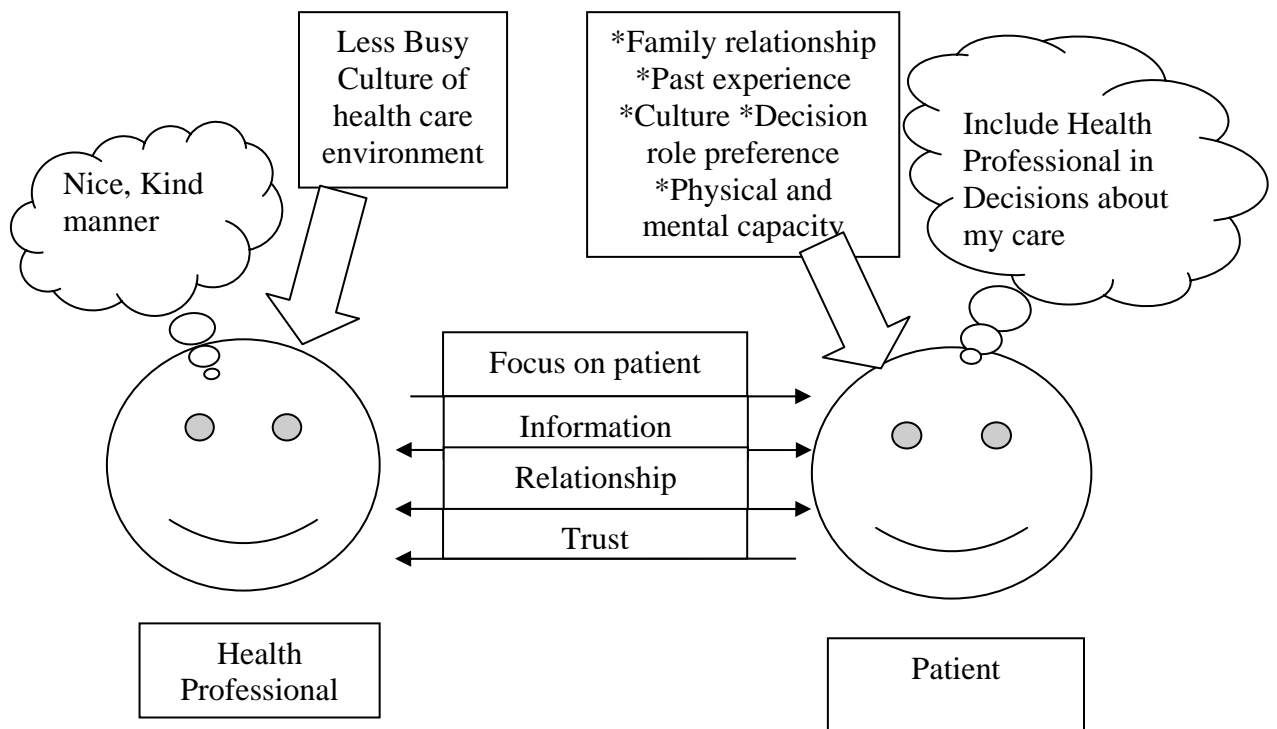 Less Busy
Culture of
health care
environment
*Family relationship
*Past experience
*Culture *Decision
role preference
*Physical and
mental capacity
Include Health
Professional in
Decisions about
my care
Nice, Kind
manner
Focus on patient
Information
Relationship
Trust
Health
Professional
Patient